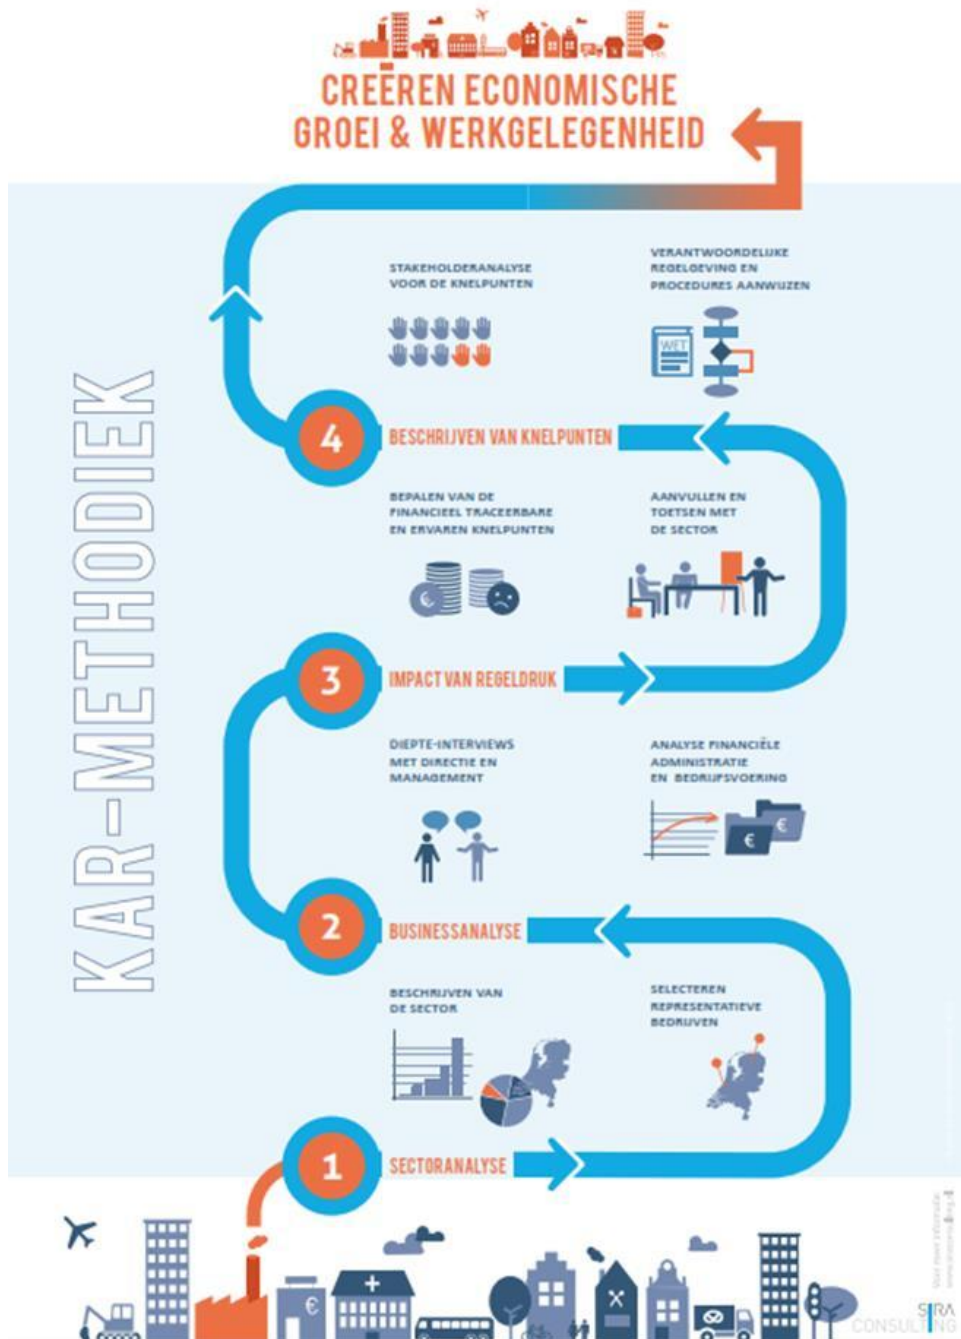 CREËREN ECONOMISCHE
GROEI & WERKGELEGENHEID
STAKEHOLDERANALYSE
VOOR DE KNELPUNTEN
VERANTWOORDELIJKE
REGELGEVING EN
PROCEDURES AANWIJZEN
WET
4
BESCHRIJVEN VAN KNELPUNTEN
BEPALEN VAN DE
FINANCIEEL TRACEERBARE
EN ERVAREN KNELPUNTEN
AANVULLEN EN
TOETSEN MET
DE SECTOR
€
3
IMPACT VAN REGELDRUK
DIEPTE-INTERVIEWS
MET DIRECTIE EN
MANAGEMENT
ANALYSE FINANCIËLE
ADMINISTRATIE
EN BEDRIJFSVOERING
€
€
2
BUSINESSANALYSE
BESCHRIJVEN VAN
DE SECTOR
SELECTEREN
REPRESENTATIEVE
BEDRIJVEN
1
SECTORANALYSE
KAR-METHODIEK
€
Voor meer informatie
SIRA
CONSULTING